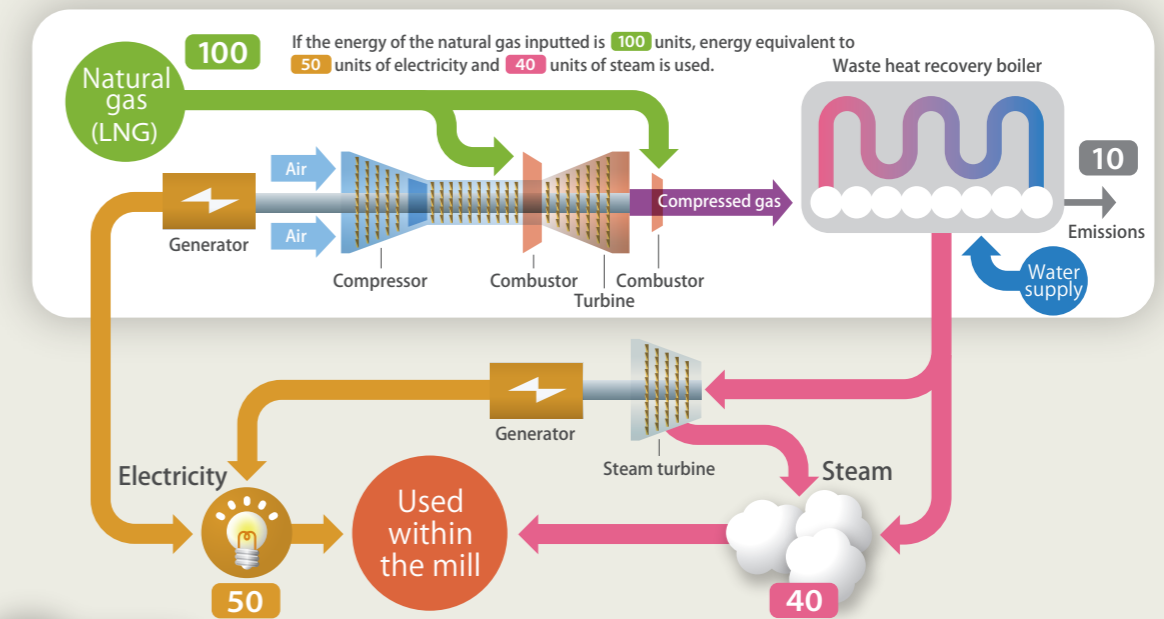 100
If the energy of the natural gas inputted is 100 units, energy equivalent to
50 units of electricity and 40 units of steam is used.
Natural
gas
(LNG)
Waste heat recovery boiler
10
Emissions
Air
Air
Generator
Compressed gas
Compressor
Combustor
Turbine
Combustor
Water
supply
Generator
Steam turbine
Electricity
Steam
Used
within
the mill
50
40